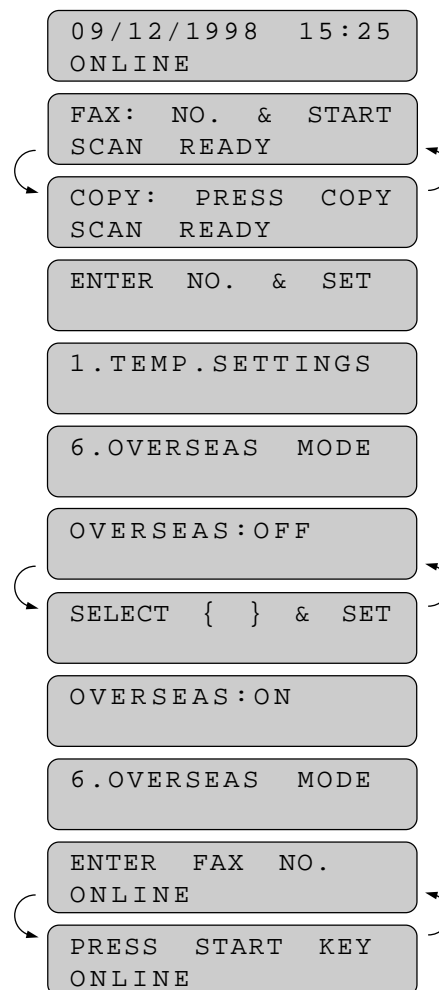 09/12/1998 15:25
ONLINE
FAX: NO. & START
SCAN READY
COPY: PRESS COPY
SCAN READY
ENTER NO. & SET
1.TEMP.SETTINGS
6.OVERSEAS MODE
OVERSEAS:OFF
SELECT { } & SET
OVERSEAS:ON
6.OVERSEAS MODE
ENTER FAX NO.
ONLINE
PRESS START KEY
ONLINE